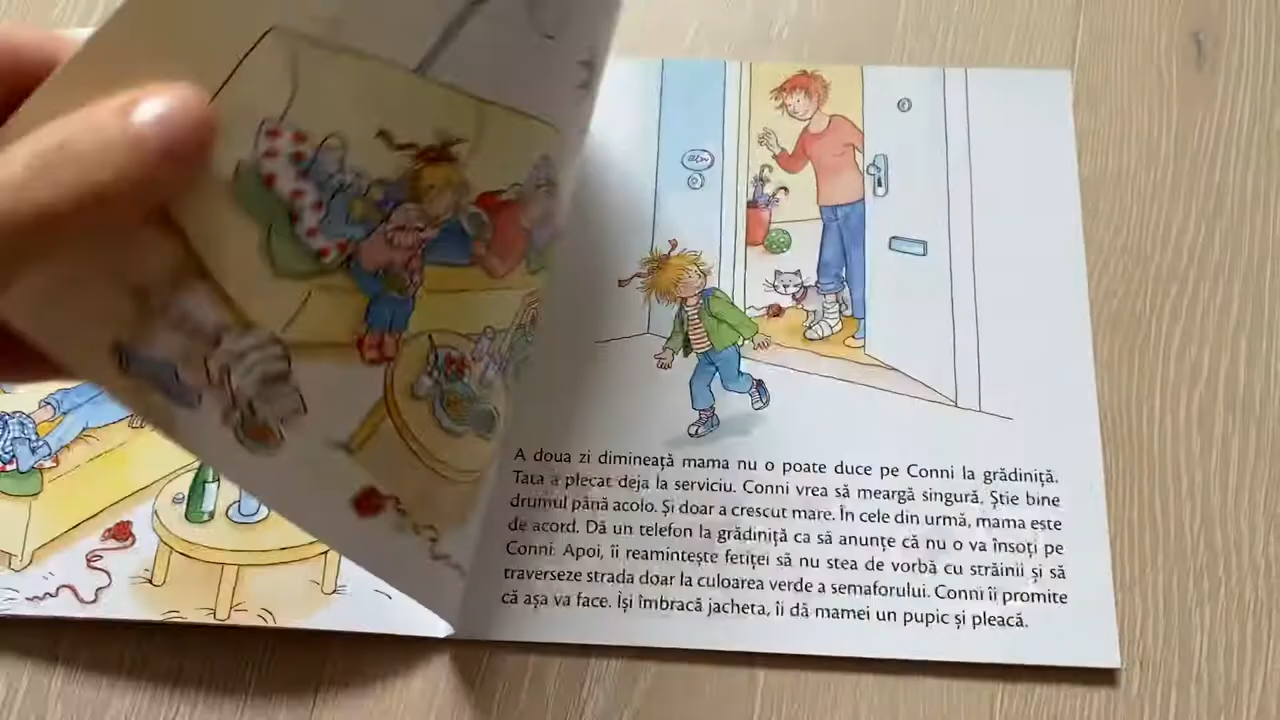 A doua zi dimineață mama nu o poate duce pe Conni la grădiniță.
Tata a plecat deja la serviciu. Conni vrea să meargă singură. Știe bine
drumul până acolo. Și doar a crescut mare. În cele din urmă, mama este
de acord. Dă un telefon la grădiniță ca să anunțe că nu o va însoți pe
Conni. Apoi, îi reamintește fetiței să nu stea de vorbă cu străinii și să
traverseze strada doar la culoarea verde a semaforului. Conni îi promite
că așa va face. Își îmbracă jacheta, îi dă mamei un pupic și pleacă.